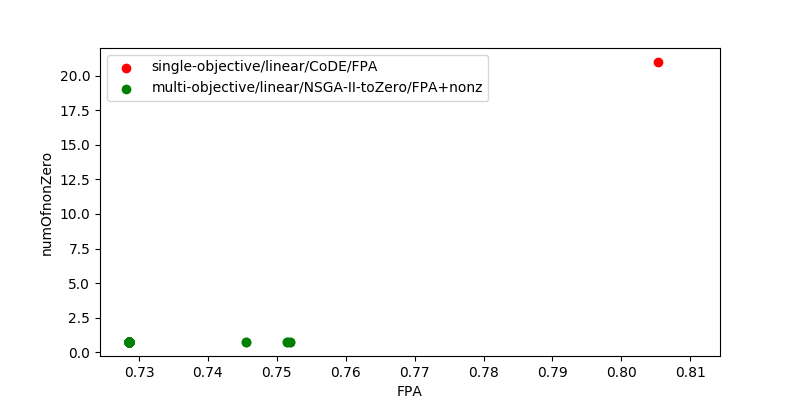 single-objective/linear/CoDE/FPA
multi-objective/linear/NSGA-II-toZero/FPA+nonz
20.0
17.5
15.0
12.5
10.0
7.5
5.0
2.5
0.0
numOfnonZero
0.73 0.74 0.75 0.76 0.77 0.78 0.79 0.80 0.81
FPA